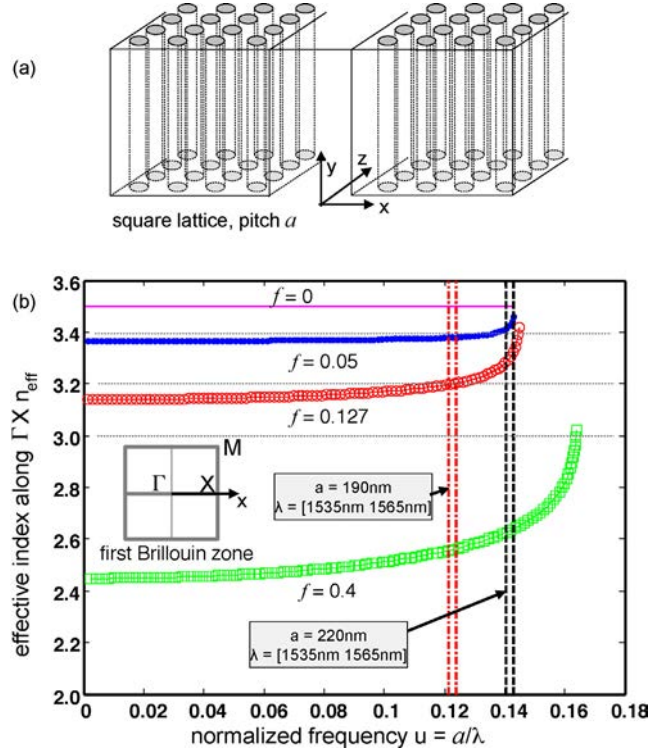 (a)
y
z
x
square lattice, pitch a
(b)
effective index along ΓX n_eff
3.6
3.4
3.2
3.0
2.8
2.6
2.4
2.2
2.0
f = 0
f = 0.05
f = 0.127
M
Γ
X
x
first Brillouin zone
a = 190nm
λ = [1535nm 1565nm]
f = 0.4
a = 220nm
λ = [1535nm 1565nm]
0 0.02 0.04 0.06 0.08 0.10 0.12 0.14 0.16 0.18
normalized frequency u = a/λ